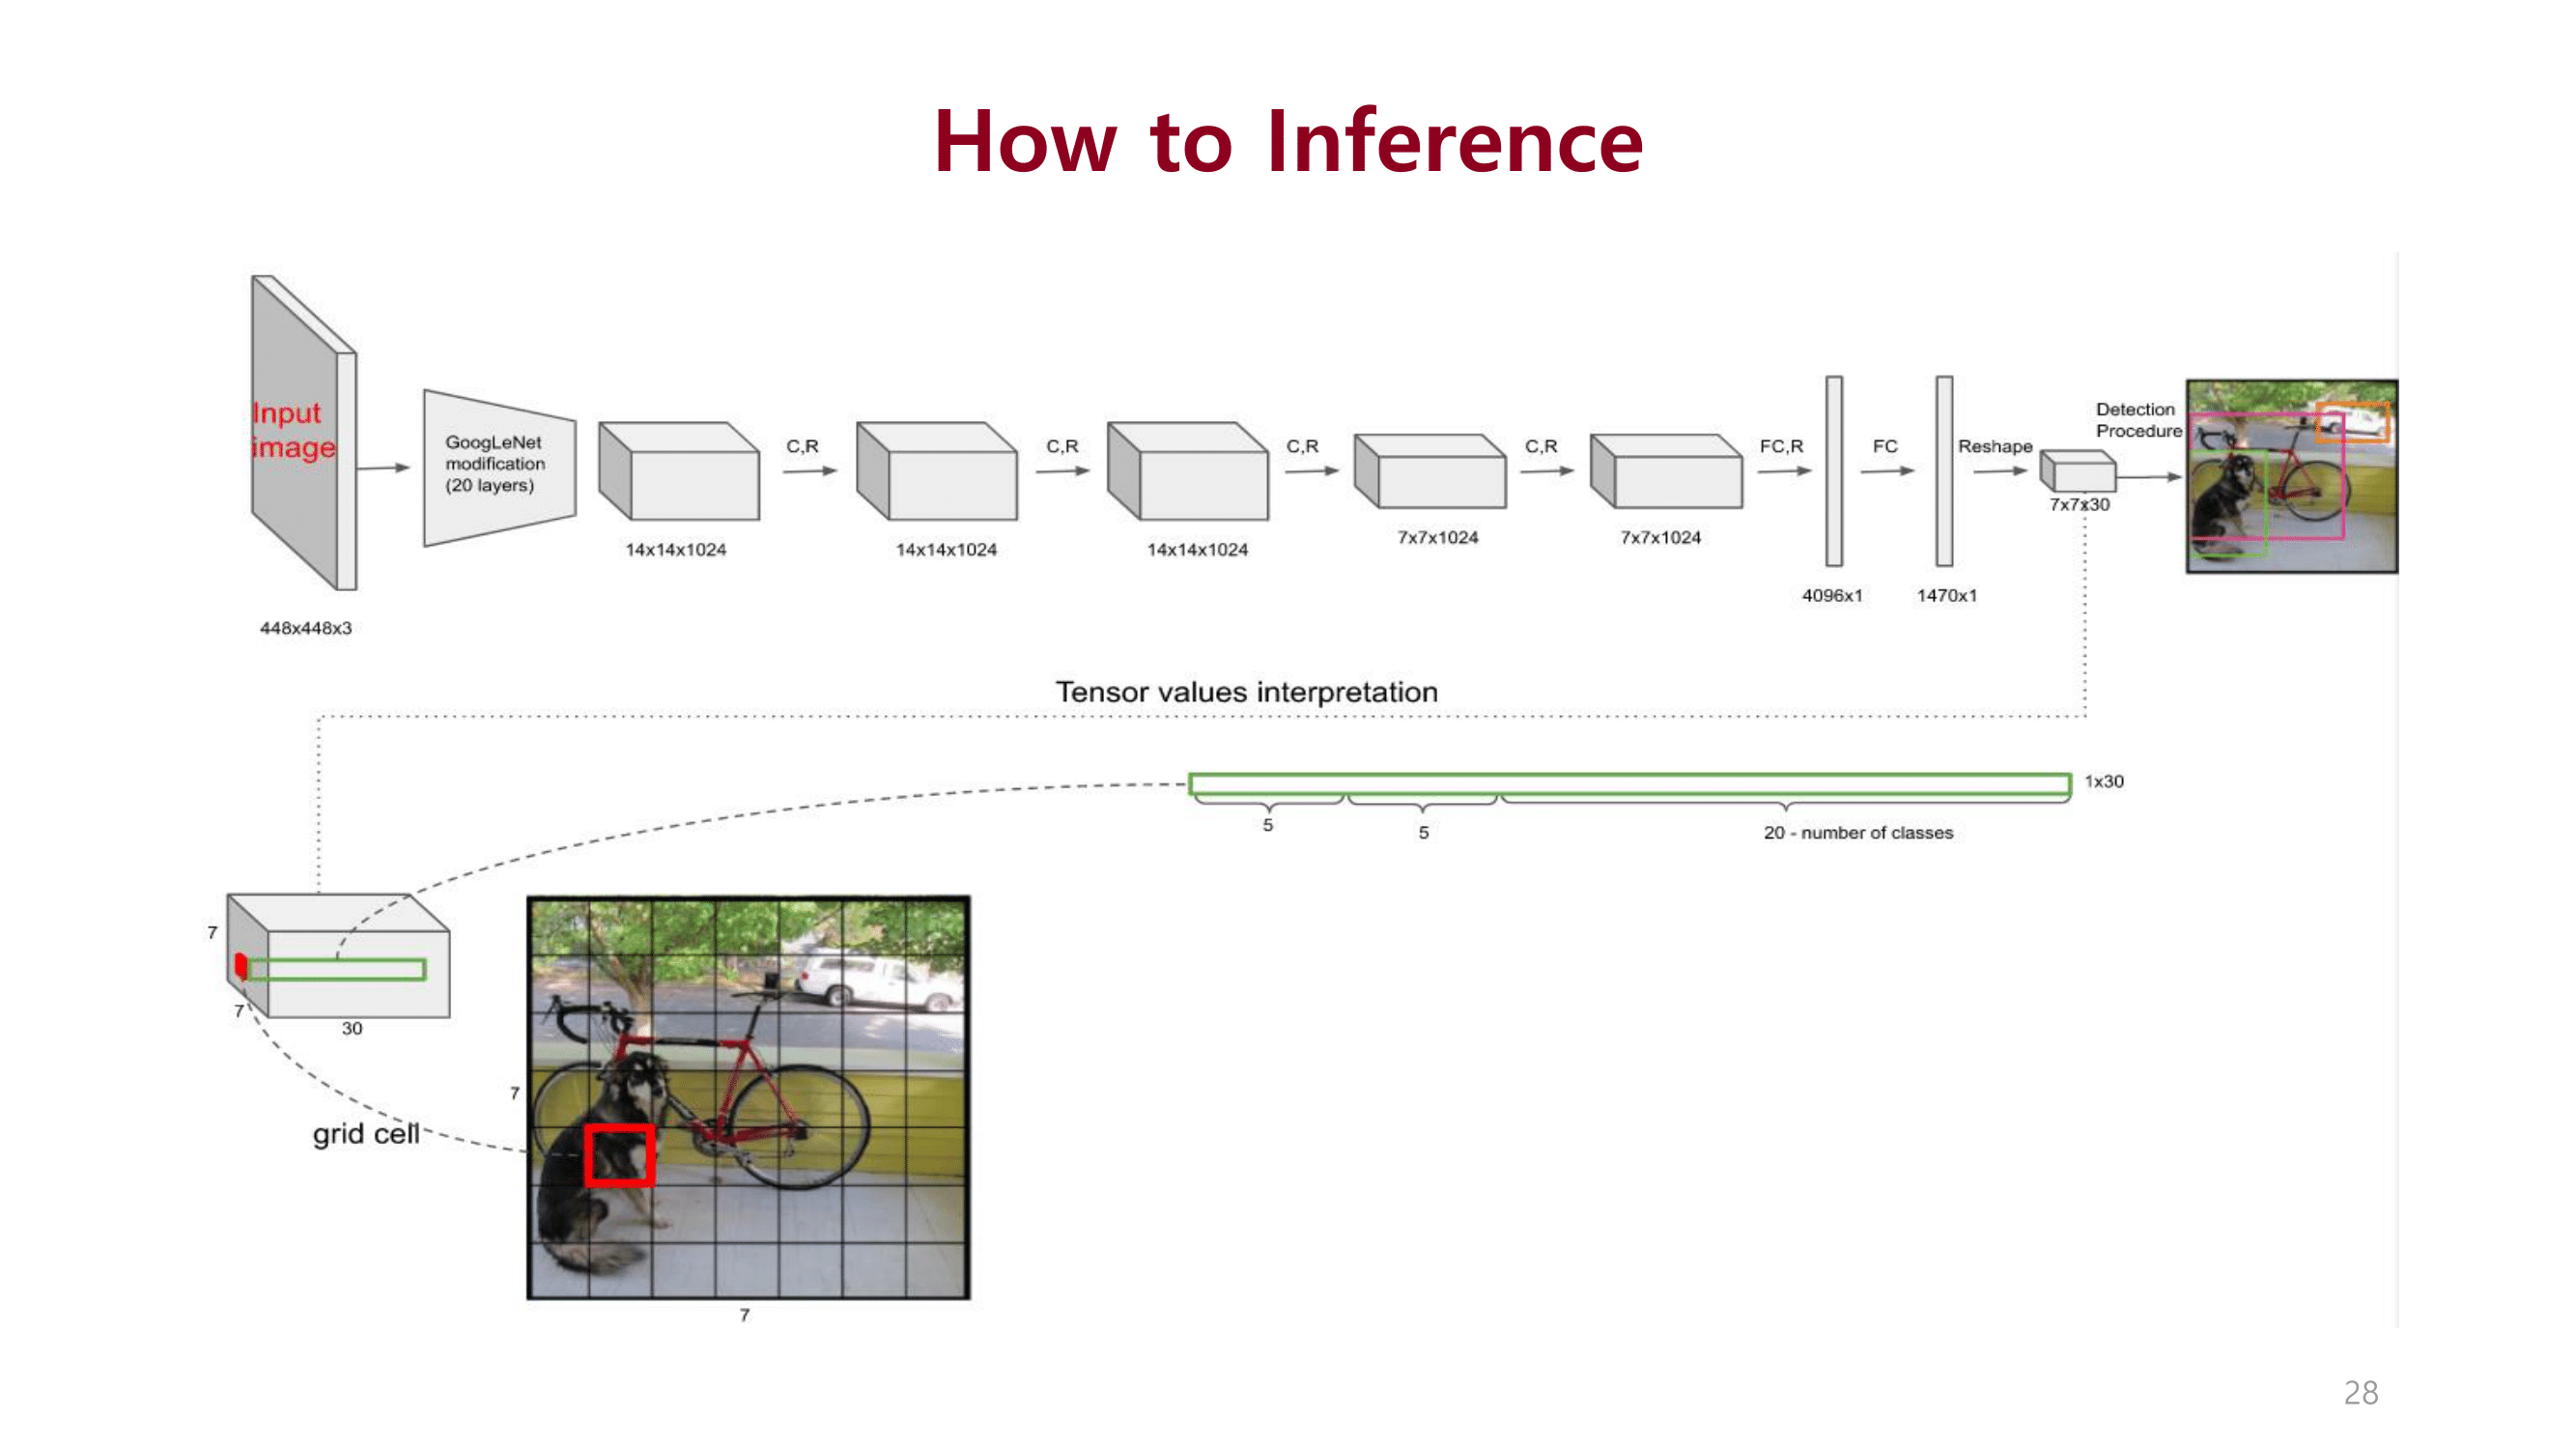 How to Inference
Input
image
448x448x3
GoogLeNet
modification
(20 layers)
14x14x1024
C,R
14x14x1024
C,R
14x14x1024
C,R
7x7x1024
C,R
7x7x1024
FC,R
4096x1
FC
1470x1
Reshape
7x7x30
Detection
Procedure
Tensor values interpretation
1x30
5
5
20 - number of classes
7
7
30
grid cell
7
7
28